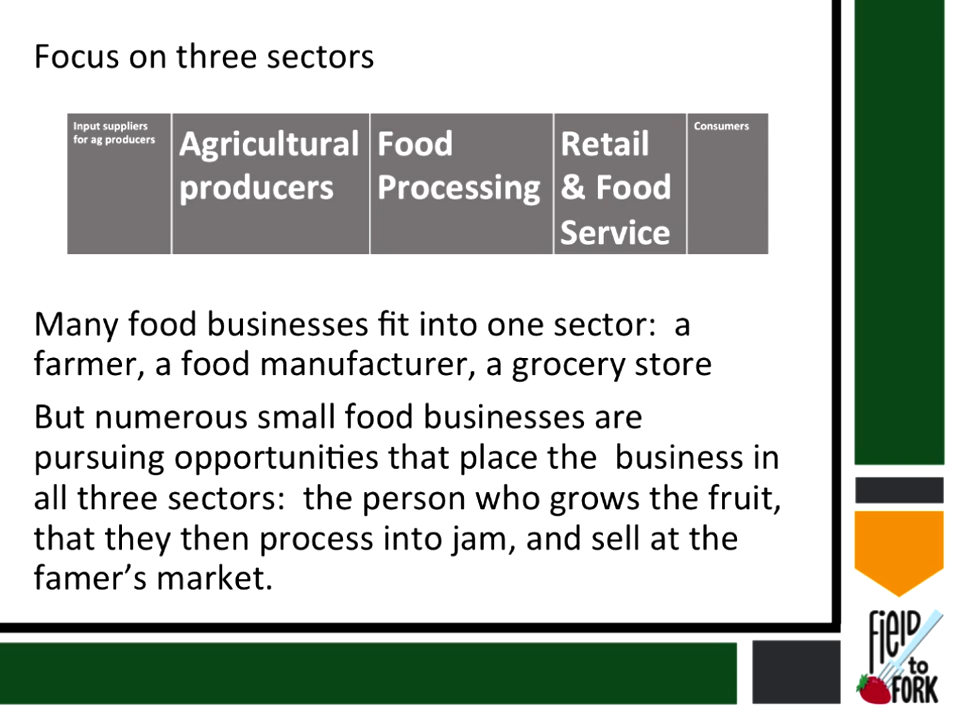 Focus on three sectors
Input suppliers
for ag producers
Agricultural
producers
Food
Processing
Retail
& Food
Service
Consumers
Many food businesses fit into one sector:  a
farmer, a food manufacturer, a grocery store
But numerous small food businesses are
pursuing opportunities that place the  business in
all three sectors:  the person who grows the fruit,
that they then process into jam, and sell at the
famer’s market.
FiElD
to
FORK